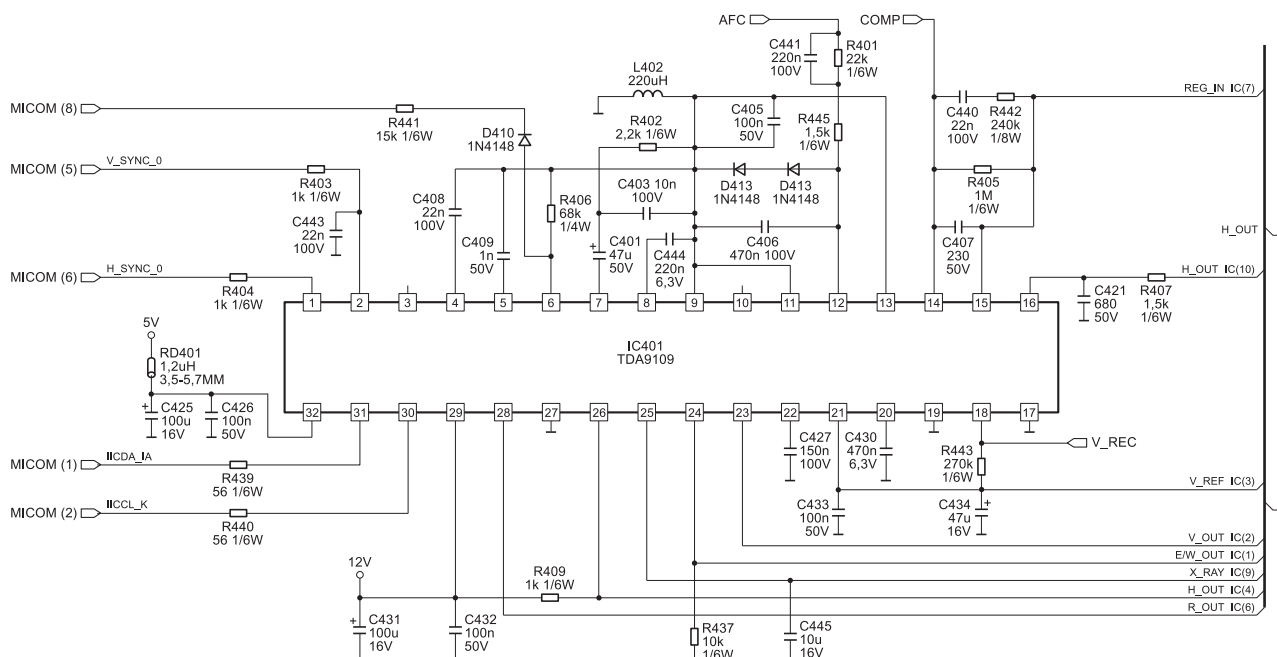 AFC
COMP
C441
220n
100V
R401
22k
1/6W
L402
220uH
MICOM (8)
R441
15k 1/6W
D410
1N4148
R402
2,2k 1/6W
C405
100n
50V
R445
1,5k
1/6W
C440
22n
100V
R442
240k
1/8W
REG_IN IC(7)
MICOM (5)
V_SYNC_0
R403
1k 1/6W
C443
22n
100V
C408
22n
100V
C409
1n
50V
R406
68k
1/4W
C403 10n
100V
D413
1N4148
D413
1N4148
R405
1M
1/6W
C401
+
47u
50V
C444
220n
6,3V
C406
470n 100V
C407
230
50V
H_OUT
MICOM (6)
H_SYNC_0
R404
1k 1/6W
H_OUT IC(10)
C421
680
50V
R407
1,5k
1/6W
1 2 3 4 5 6 7 8 9 10 11 12 13 14 15 16
IC401
TDA9109
32 31 30 29 28 27 26 25 24 23 22 21 20 19 18 17
5V
RD401
1,2uH
3,5-5,7MM
+
C425
100u
16V
C426
100n
50V
C427
150n
100V
C430
470n
6,3V
R443
270k
1/6W
V_REC
MICOM (1)
IICDA_IA
R439
56 1/6W
V_REF IC(3)
MICOM (2)
IICCL_K
R440
56 1/6W
C433
100n
50V
C434
+
47u
16V
V_OUT IC(2)
E/W_OUT IC(1)
X_RAY IC(9)
H_OUT IC(4)
R_OUT IC(6)
12V
R409
1k 1/6W
+
C431
100u
16V
C432
100n
50V
R437
10k
1/6W
C445
10u
16V